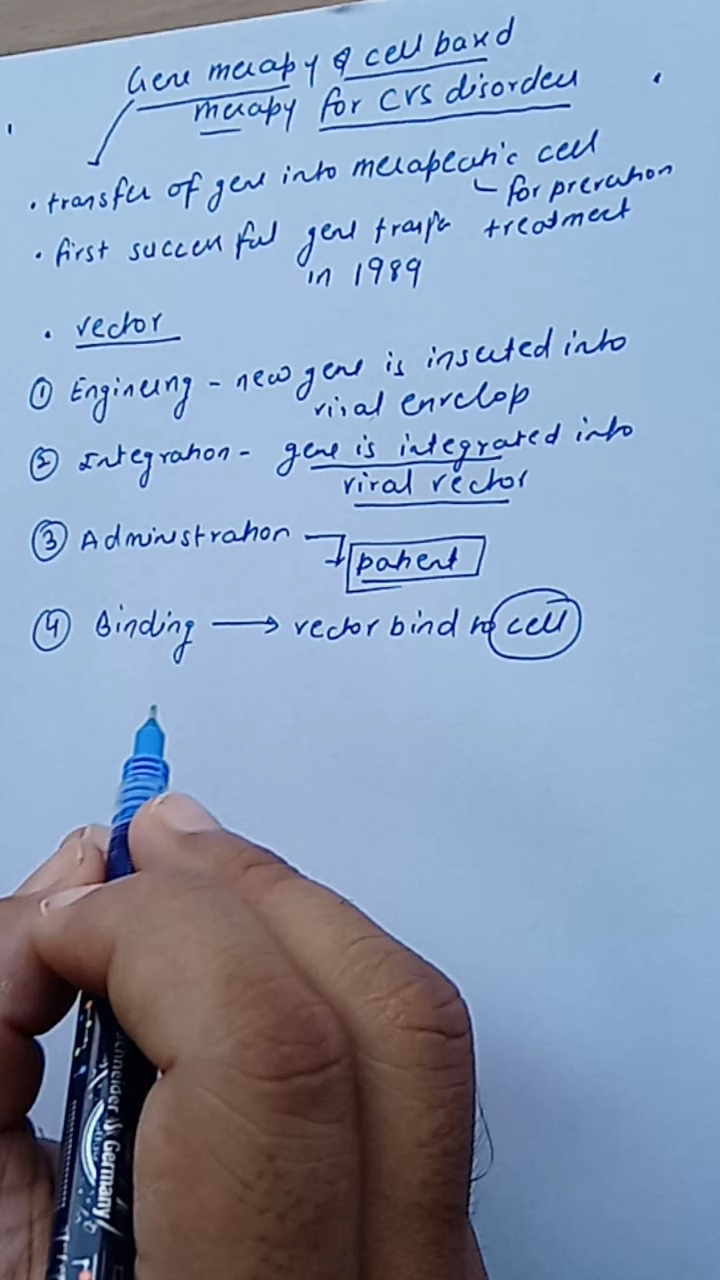 Gene therapy & cell based
therapy for CVS disorder
• transfer of gene into therapeutic cell
for prevention
• first successful gene transfer treatment
in 1989
• vector
① Engineering - new gene is inserted into
viral envelop
② Integration - gene is integrated into
viral vector
③ Administration → patient
④ Binding → vector bind to cell
Schneider Germany